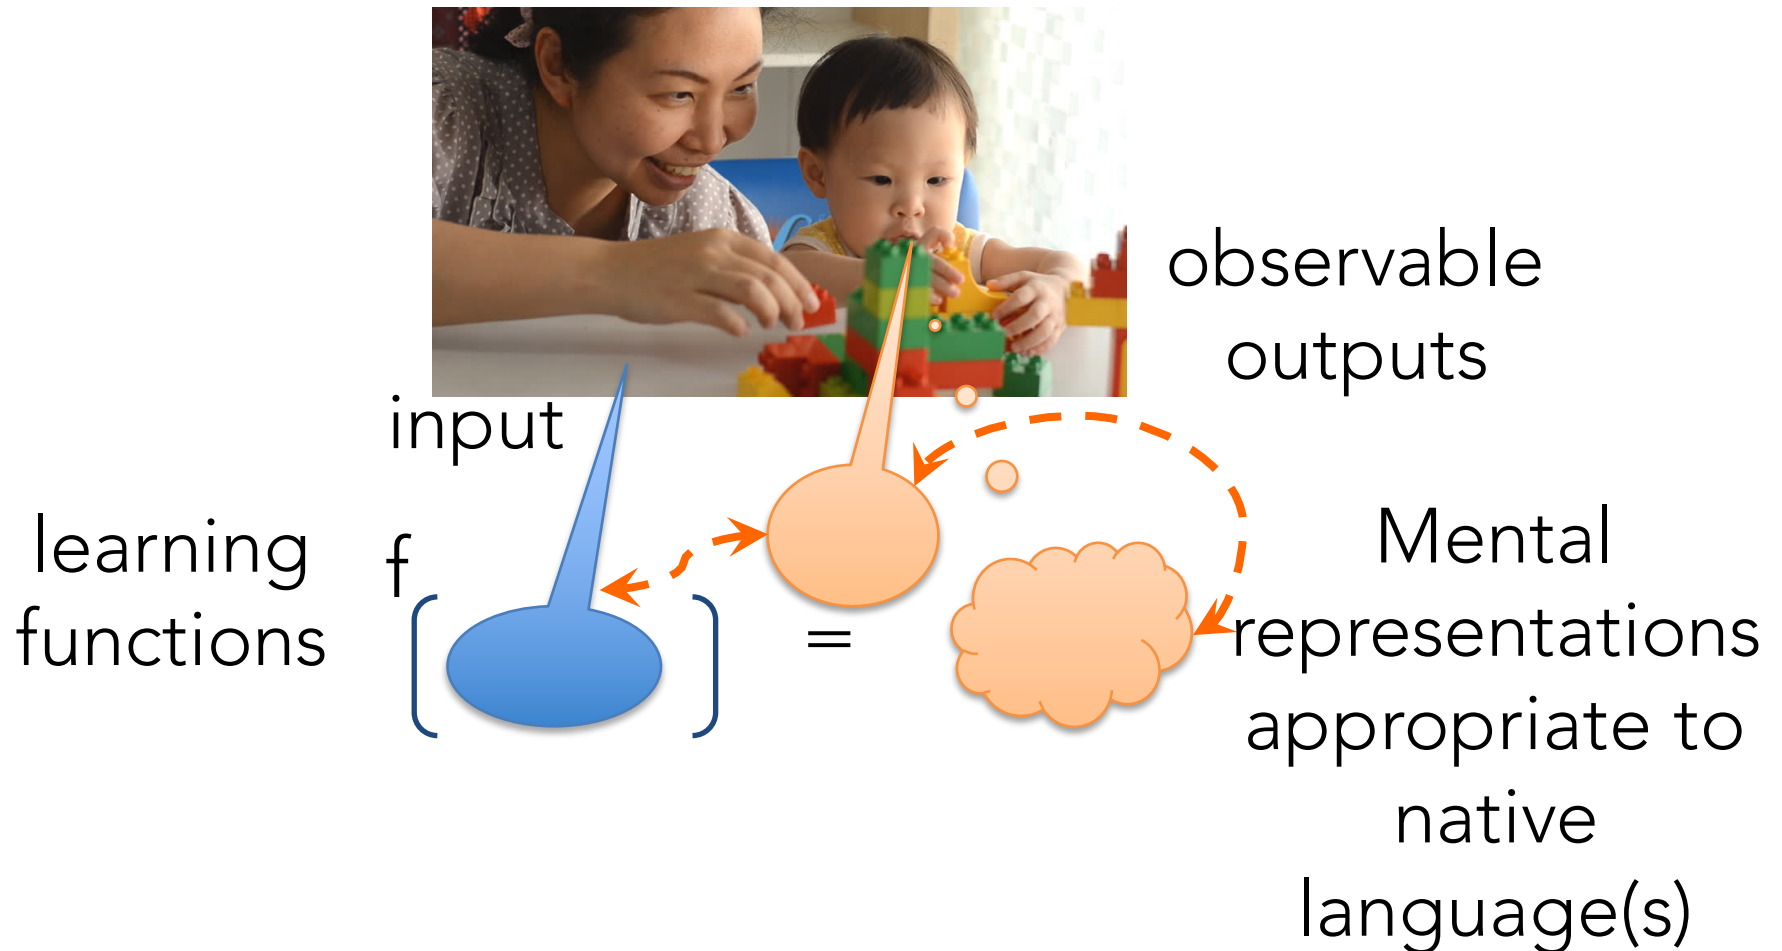 observable
outputs
input
learning
functions
f
=
Mental
representations
appropriate to
native
language(s)